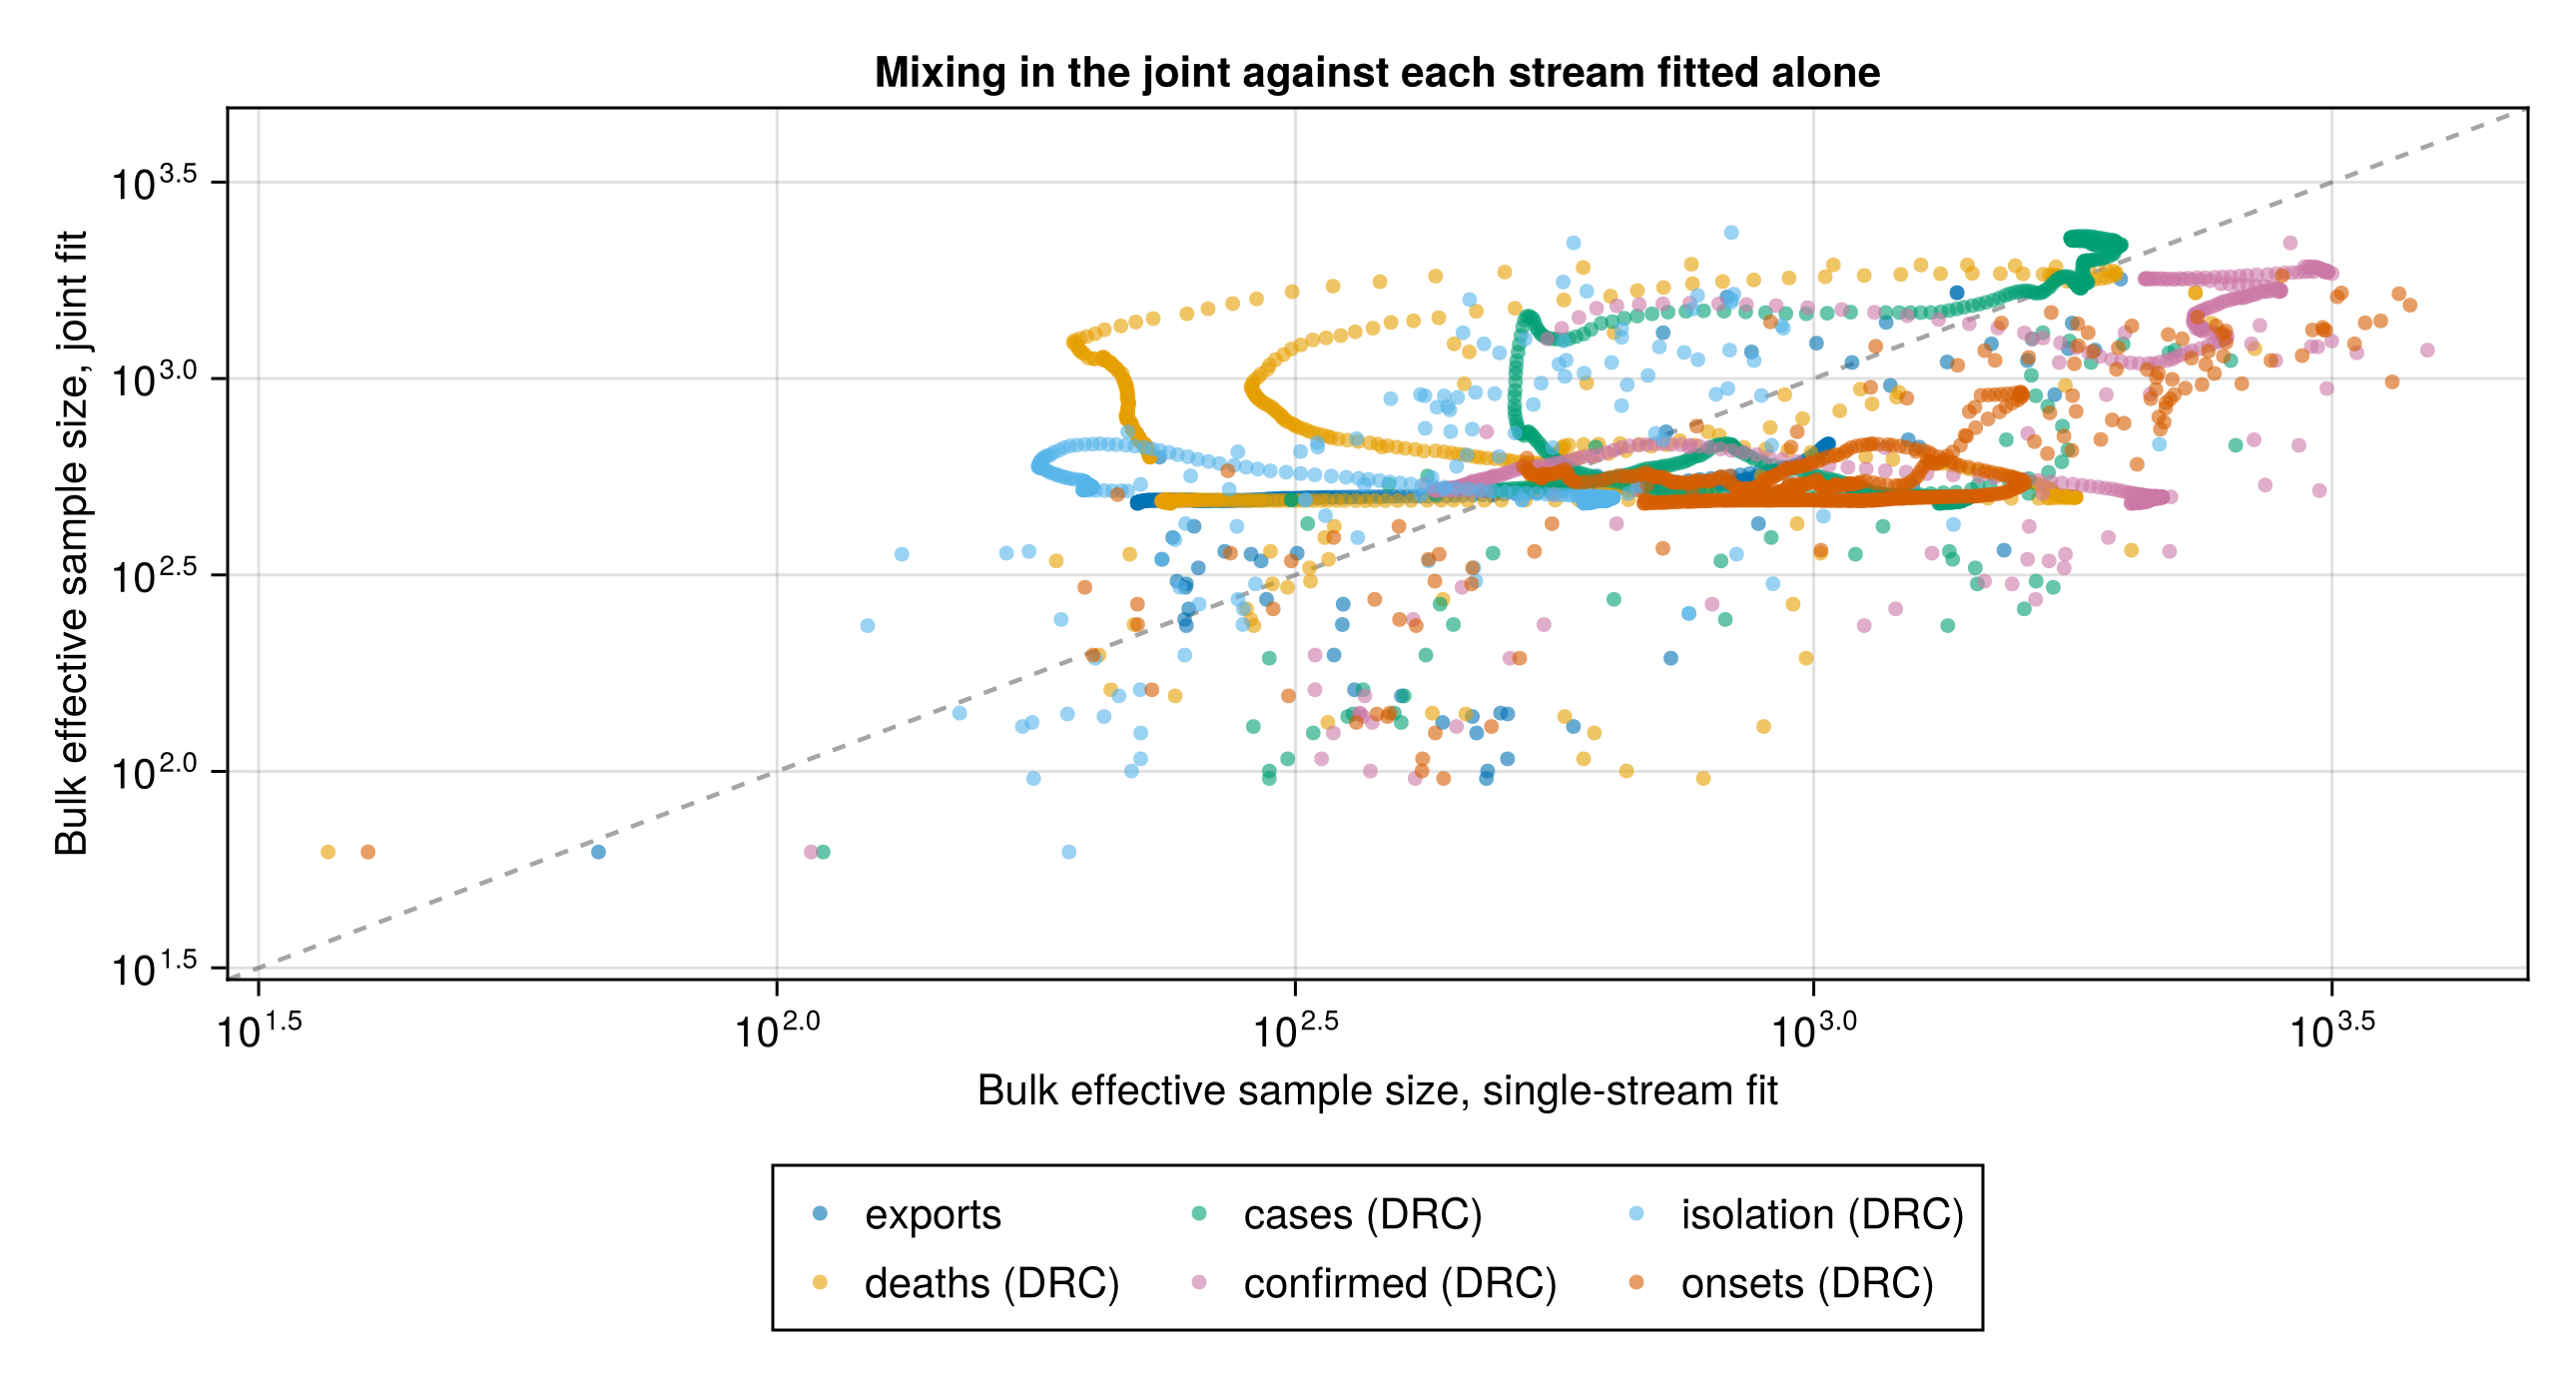 Mixing in the joint against each stream fitted alone
Bulk effective sample size, joint fit
10^3.5
10^3.0
10^2.5
10^2.0
10^1.5
10^1.5 10^2.0 10^2.5 10^3.0 10^3.5
Bulk effective sample size, single-stream fit
exports cases (DRC) isolation (DRC)
deaths (DRC) confirmed (DRC) onsets (DRC)